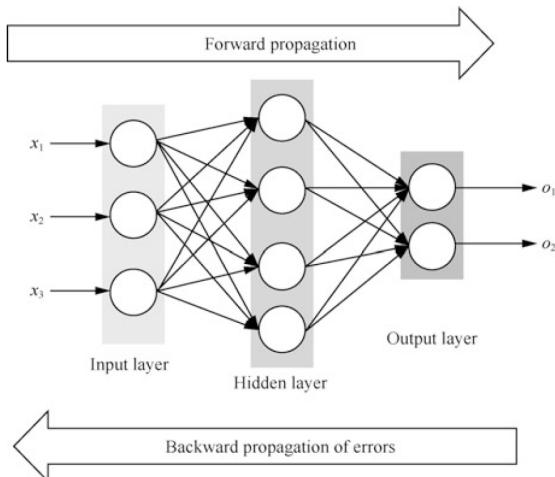 Forward propagation
x₁
x₂
x₃
o₁
o₂
Input layer
Hidden layer
Output layer
Backward propagation of errors